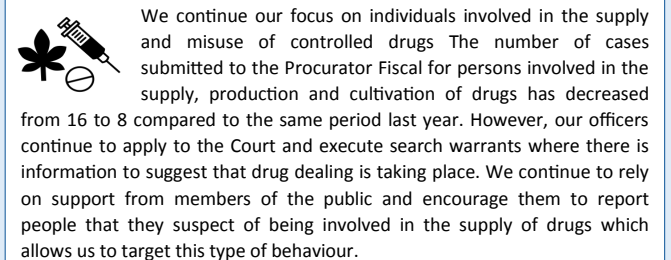 We continue our focus on individuals involved in the supply
and misuse of controlled drugs The number of cases
submitted to the Procurator Fiscal for persons involved in the
supply, production and cultivation of drugs has decreased
from 16 to 8 compared to the same period last year. However, our officers
continue to apply to the Court and execute search warrants where there is
information to suggest that drug dealing is taking place. We continue to rely
on support from members of the public and encourage them to report
people that they suspect of being involved in the supply of drugs which
allows us to target this type of behaviour.